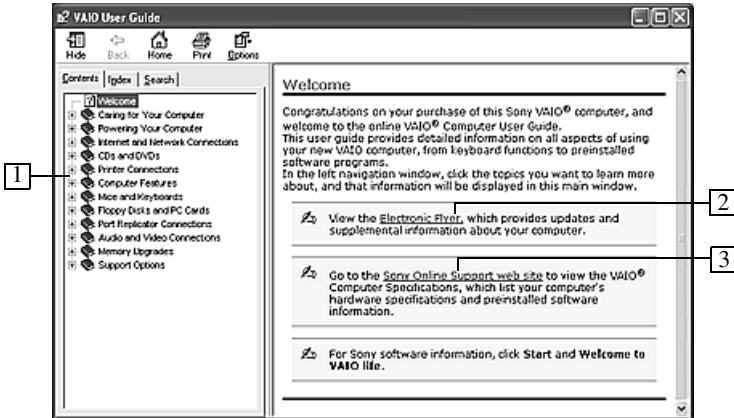 VAIO User Guide
Hide Back Home Print Options
Contents Index Search
Welcome
Caring for Your Computer
Powering Your Computer
Internet and Network Connections
CDs and DVDs
Printer Connections
Computer Features
Mice and Keyboards
Floppy Disks and PC Cards
Port Replicator Connections
Audio and Video Connections
Memory Upgrades
Support Options
1
Welcome
Congratulations on your purchase of this Sony VAIO® computer, and
welcome to the online VAIO® Computer User Guide.
This user guide provides detailed information on all aspects of using
your new VAIO computer, from keyboard functions to preinstalled
software programs.
In the left navigation window, click the topics you want to learn more
about, and that information will be displayed in this main window.
View the Electronic Flyer, which provides updates and
supplemental information about your computer.
2
Go to the Sony Online Support web site to view the VAIO®
Computer Specifications, which list your computer's
hardware specifications and preinstalled software
information.
3
For Sony software information, click Start and Welcome to
VAIO life.